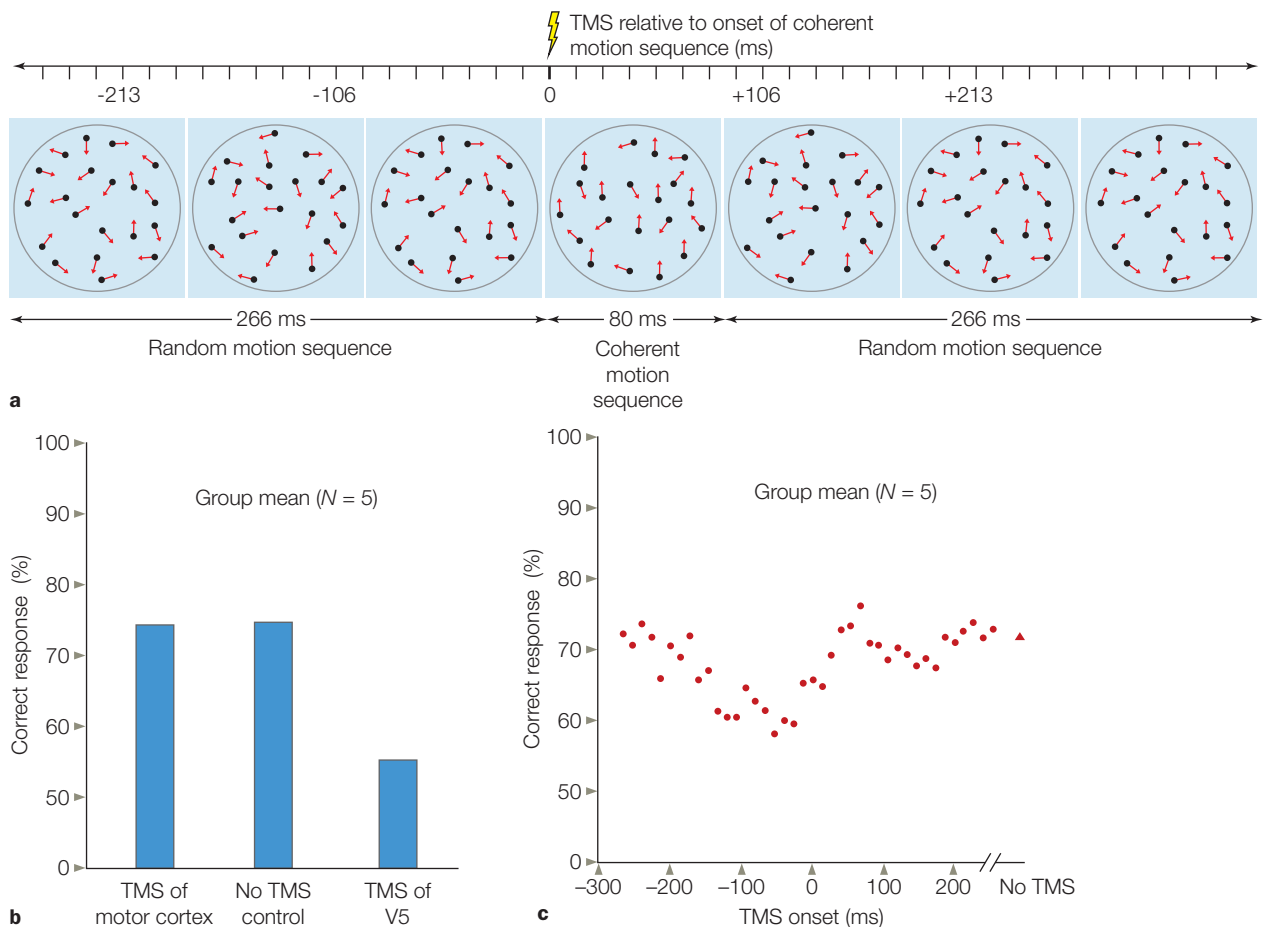 TMS relative to onset of coherent
motion sequence (ms)
-213 -106 0 +106 +213
266 ms 80 ms 266 ms
Random motion sequence Coherent Random motion sequence
motion
sequence
a
100
90
80
70
60
50
0
Correct response (%)
Group mean (N = 5)
TMS of No TMS TMS of
motor cortex control V5
b
100
90
80
70
60
50
0
Correct response (%)
Group mean (N = 5)
–300 –200 –100 0 100 200 No TMS
TMS onset (ms)
c